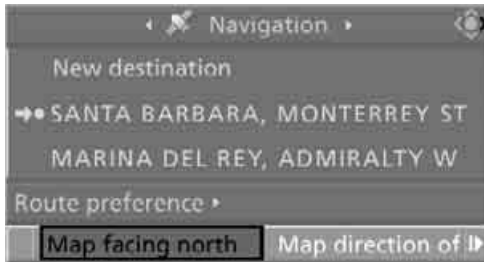 Navigation
New destination
SANTA BARBARA, MONTERREY ST
MARINA DEL REY, ADMIRALTY W
Route preference
Map facing north Map direction of